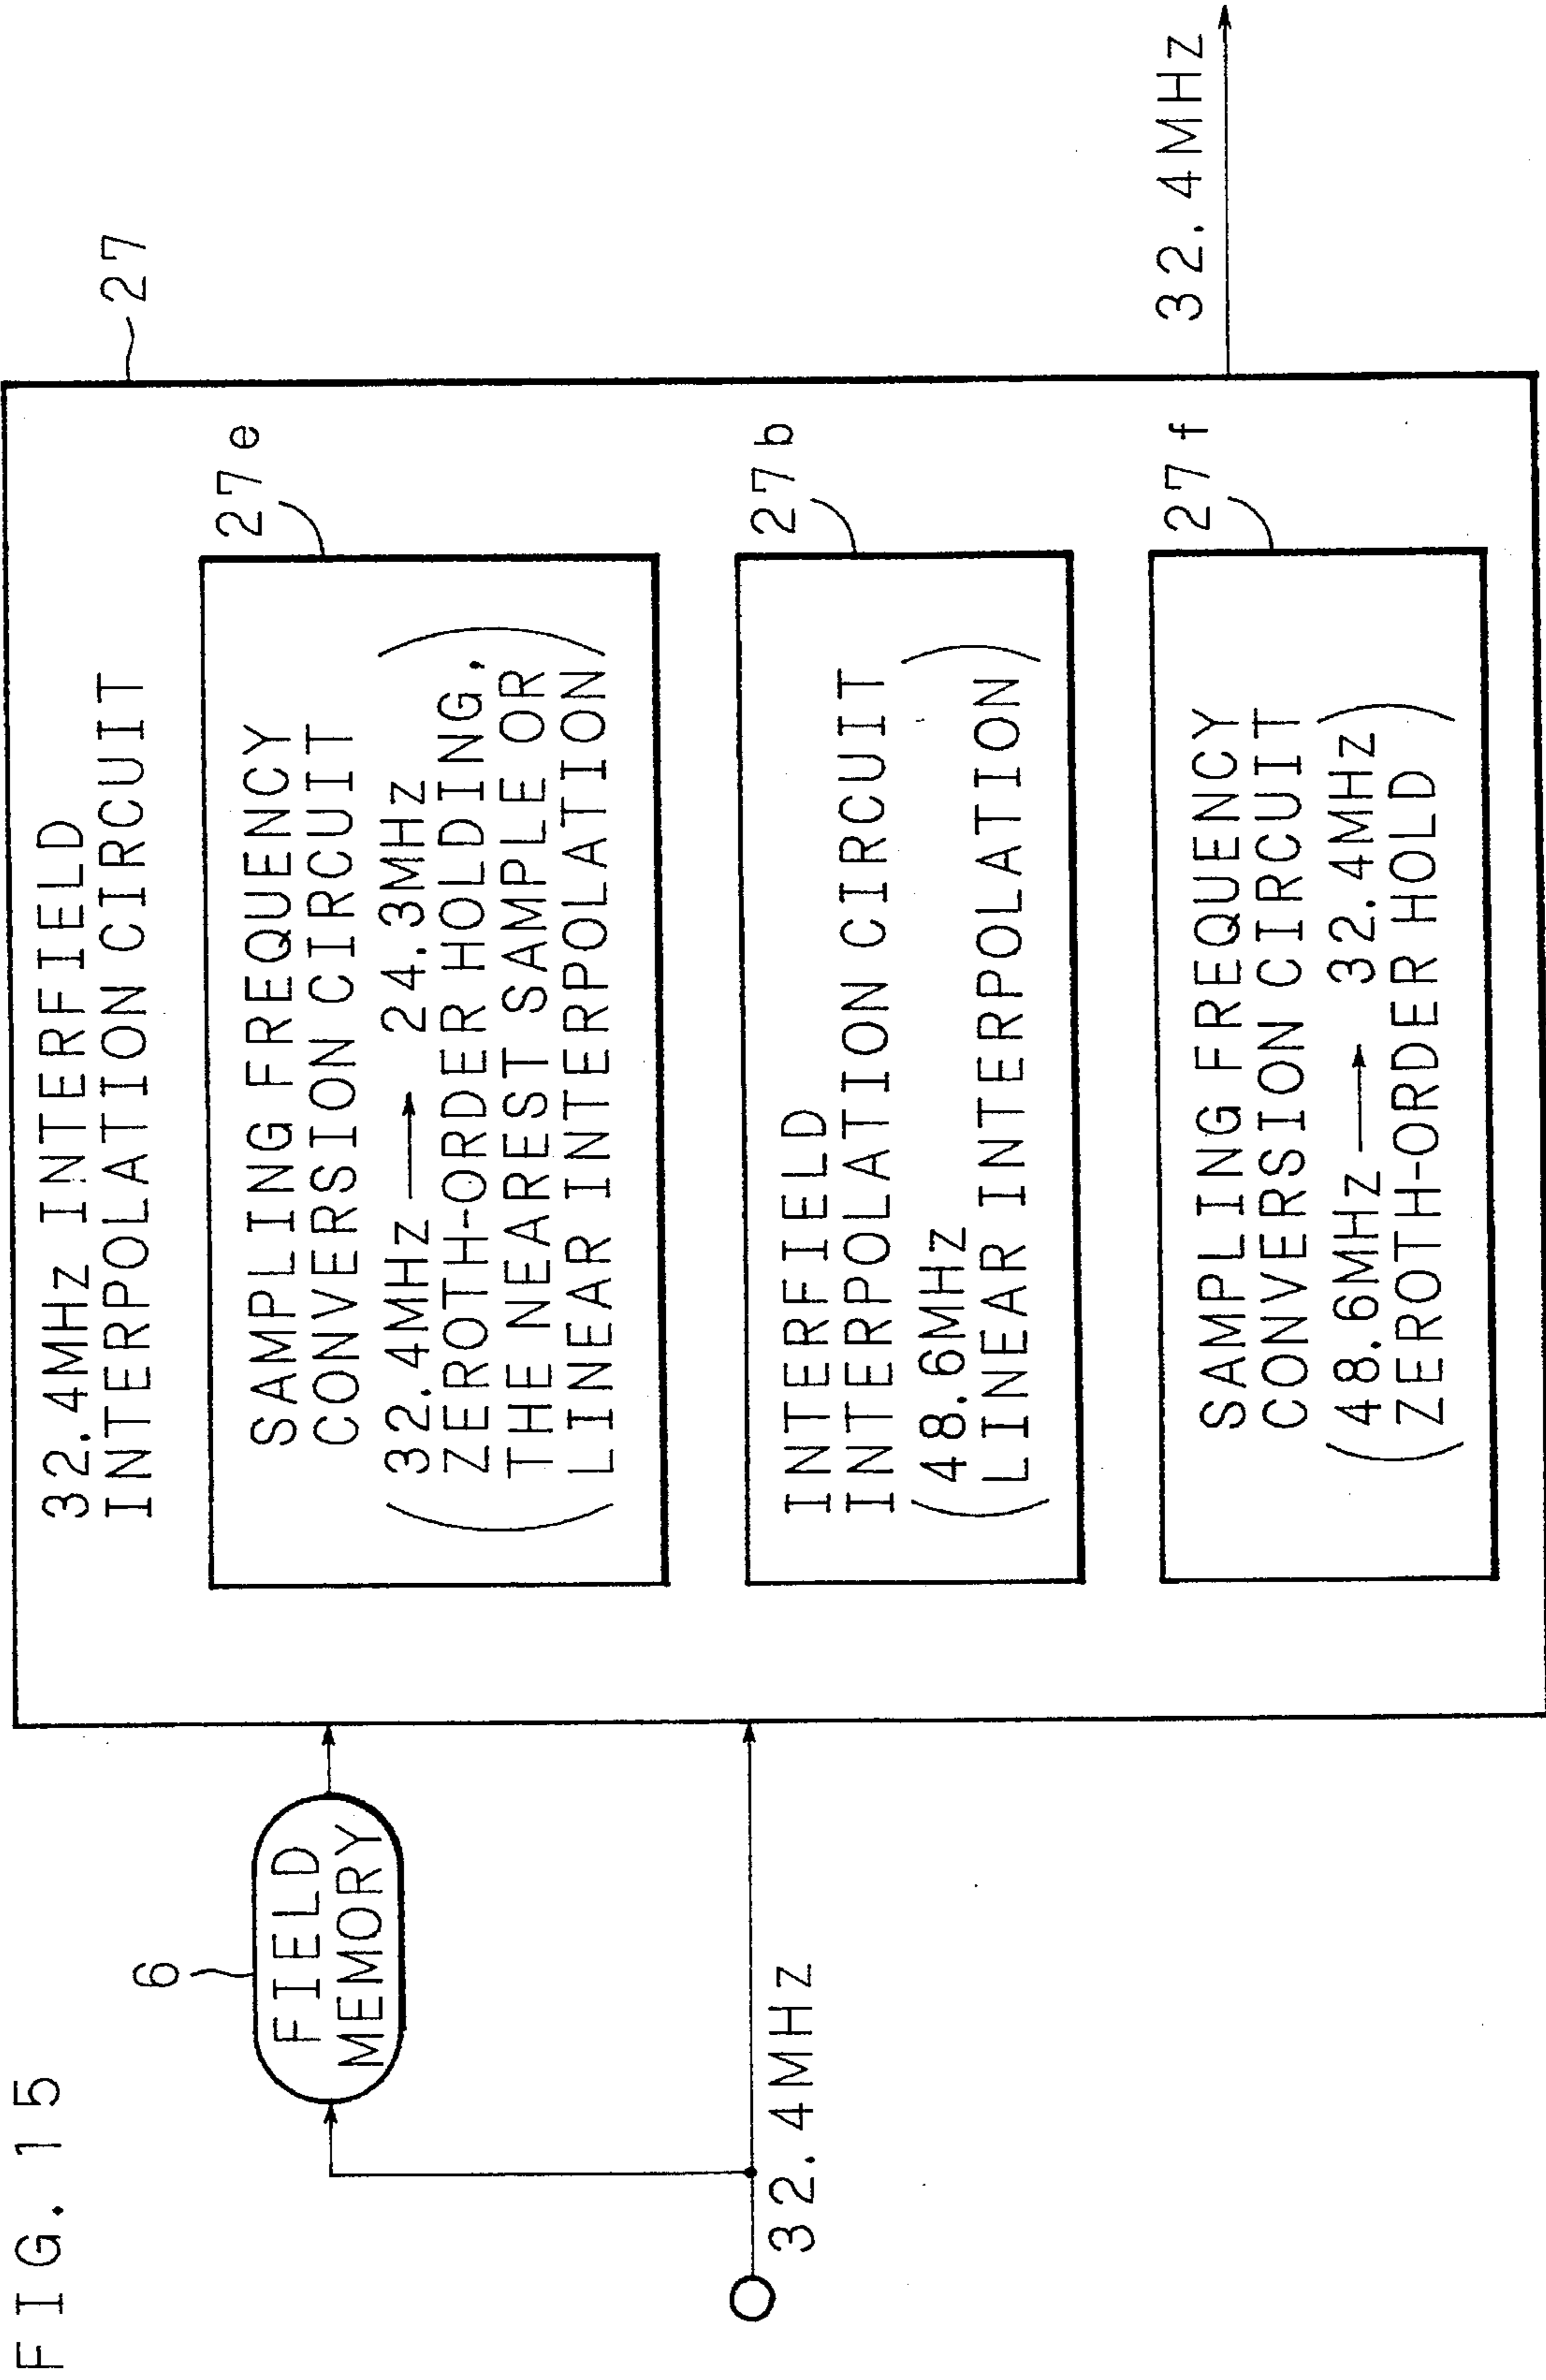 FIG. 15
6
FIELD
MEMORY
32.4MHz
32.4MHz INTERFIELD
INTERPOLATION CIRCUIT
27
27e
SAMPLING FREQUENCY
CONVERSION CIRCUIT
(32.4MHz → 24.3MHz
ZEROTH-ORDER HOLDING,
THE NEAREST SAMPLE OR
LINEAR INTERPOLATION)
27b
INTERFIELD
INTERPOLATION CIRCUIT
(48.6MHz
LINEAR INTERPOLATION)
27f
SAMPLING FREQUENCY
CONVERSION CIRCUIT
(48.6MHz → 32.4MHz
ZEROTH-ORDER HOLD)
32.4MHz